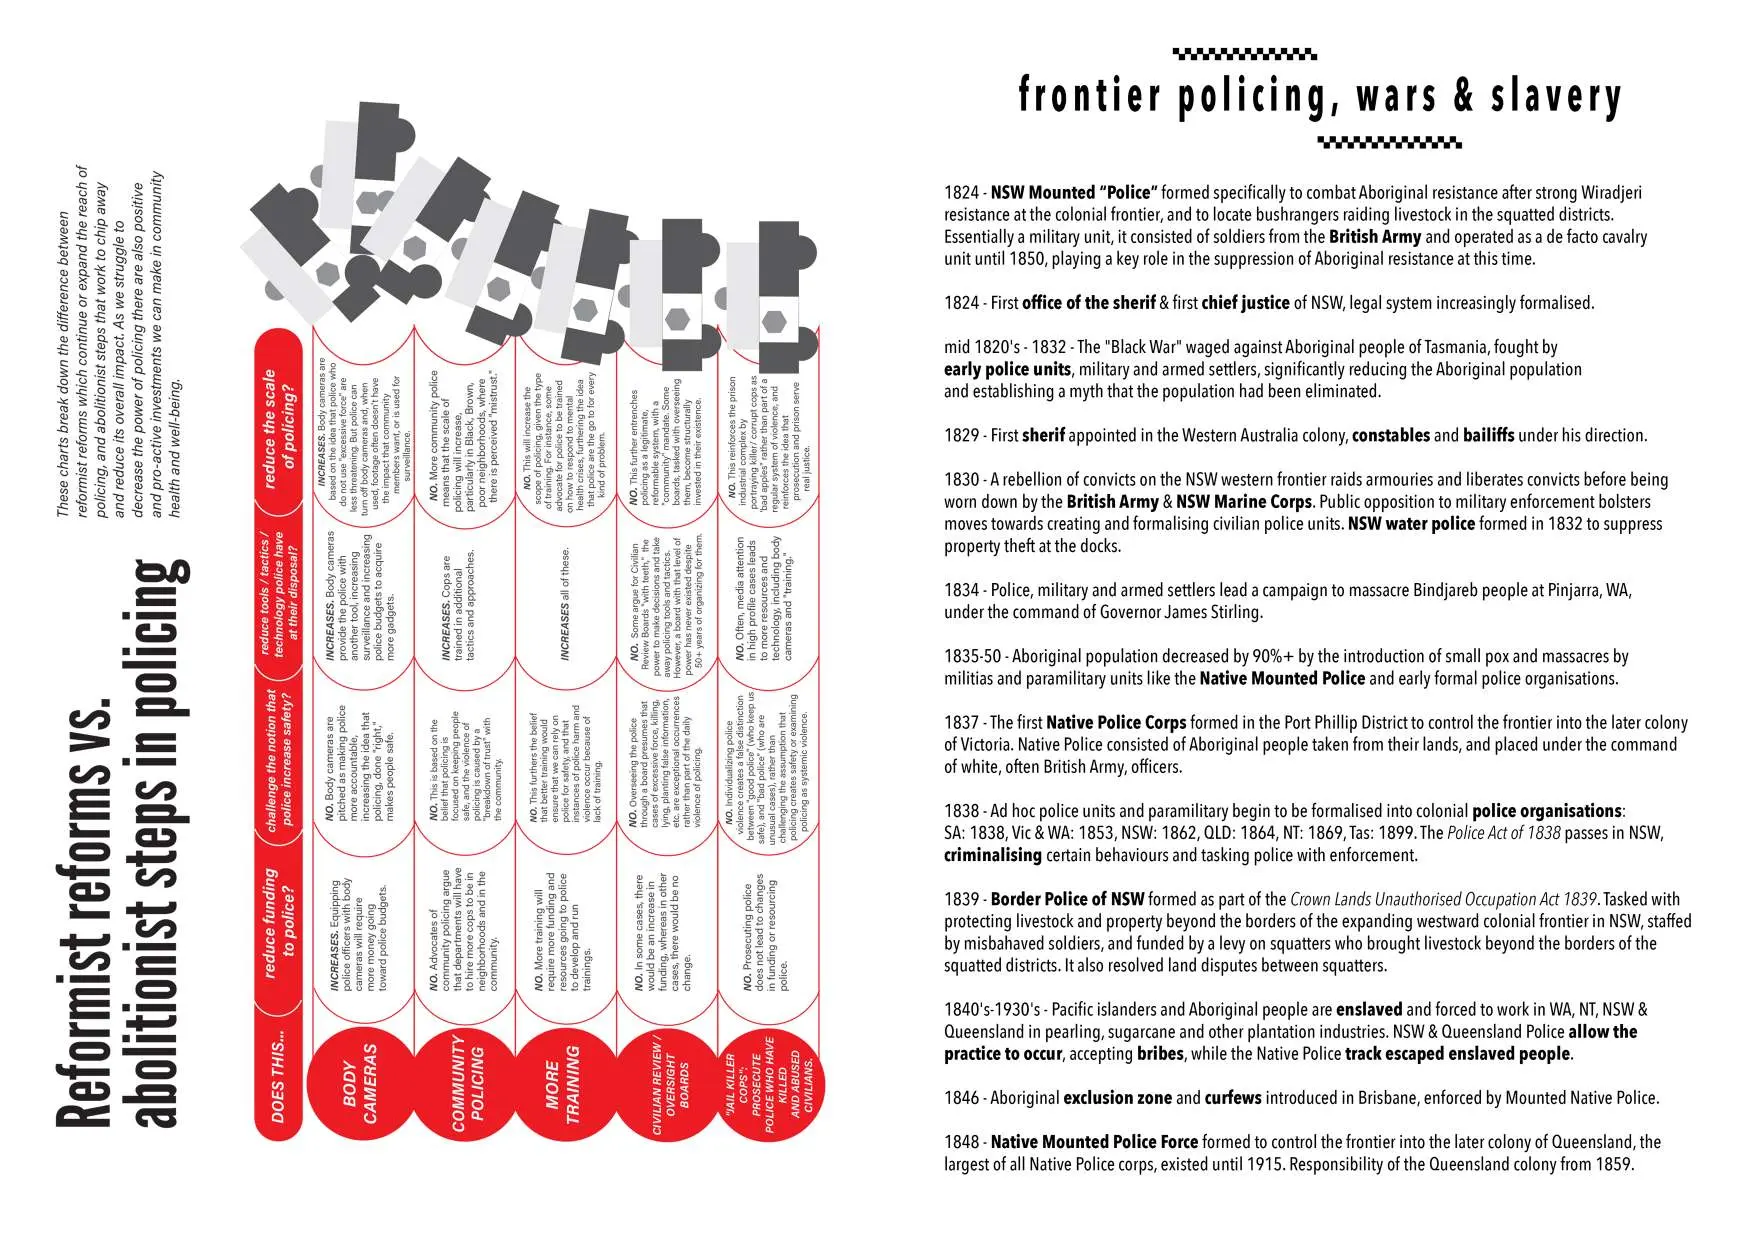 Reformist reforms vs.
abolitionist steps in policing
These charts break down the difference between
reformist reforms which continue or expand the reach of
policing, and abolitionist steps that work to chip away
and reduce its overall impact. As we struggle to
decrease the power of policing there are also positive
and pro-active investments we can make in community
health and well-being.
DOES THIS...
reduce funding
to police?
challenge the notion that
police increase safety?
reduce tools / tactics /
technology police have
at their disposal?
reduce the scale
of policing?
BODY
CAMERAS
INCREASES. Equipping
police officers with body
cameras will require
more money going
toward police budgets.
NO. Body cameras are
pitched as making police
more accountable,
increasing the idea that
policing, done "right,"
makes people safe.
INCREASES. Body cameras
provide the police with
another tool, increasing
surveillance and increasing
police budgets to acquire
more gadgets.
INCREASES. Body cameras are
based on the idea that police who
do not use "excessive force" are
less threatening. But police can
turn off body cameras and, when
used, footage often doesn't have
the impact that community
members want, or is used for
surveillance.
COMMUNITY
POLICING
NO. Advocates of
community policing argue
that departments will have
to hire more cops to be in
neighborhoods and in the
community.
NO. This is based on the
belief that policing is
focused on keeping people
safe, and the violence of
policing is caused by a
"breakdown of trust" with
the community.
INCREASES. Cops are
trained in additional
tactics and approaches.
NO. More community police
means that the scale of
policing will increase,
particularly in Black, Brown,
poor neighborhoods, where
there is perceived "mistrust."
MORE
TRAINING
NO. More training will
require more funding and
resources going to police
to develop and run
trainings.
NO. This furthers the belief
that better training would
ensure that we can rely on
police for safety, and that
instances of police harm and
violence occur because of
lack of training.
INCREASES all of these.
NO. This will increase the
scope of policing, given the type
of training. For instance, some
advocate for police to be trained
on how to respond to mental
health crises, furthering the idea
that police are the go to for every
kind of problem.
CIVILIAN REVIEW /
OVERSIGHT
BOARDS
NO. In some cases, there
would be an increase in
funding, whereas in other
cases, there would be no
change.
NO. Overseeing the police
through a board presumes that
cases of excessive force, killing,
lying, planting false information,
etc. are exceptional occurrences
rather than part of the daily
violence of policing.
NO. Some argue for Civilian
Review Boards "with teeth," the
power to make decisions and take
away policing tools and tactics.
However, a board with that level of
power has never existed despite
50+ years of organizing for them.
NO. This further entrenches
policing as a legitimate,
reformable system, with a
"community" mandate. Some
boards, tasked with overseeing
them, become structurally
invested in their existence.
"JAIL KILLER
COPS":
PROSECUTE
POLICE WHO HAVE
KILLED
AND ABUSED
CIVILIANS.
NO. Prosecuting police
does not lead to changes
in funding or resourcing
police.
NO. Individualizing police
violence creates a false distinction
between "good police" (who keep us
safe), and "bad police" (who are
unusual cases), rather than
challenging the assumption that
policing creates safety or examining
policing as systemic violence.
NO. Often, media attention
in high profile cases leads
to more resources and
technology, including body
cameras and "training."
NO. This reinforces the prison
industrial complex by
portraying killer/ corrupt cops as
'bad apples" rather than part of a
regular system of violence, and
reinforces the idea that
prosecution and prison serve
real justice.
frontier policing, wars & slavery
1824 - NSW Mounted “Police“ formed specifically to combat Aboriginal resistance after strong Wiradjeri
resistance at the colonial frontier, and to locate bushrangers raiding livestock in the squatted districts.
Essentially a military unit, it consisted of soldiers from the British Army and operated as a de facto cavalry
unit until 1850, playing a key role in the suppression of Aboriginal resistance at this time.
1824 - First office of the sherif & first chief justice of NSW, legal system increasingly formalised.
mid 1820's - 1832 - The "Black War" waged against Aboriginal people of Tasmania, fought by
early police units, military and armed settlers, significantly reducing the Aboriginal population
and establishing a myth that the population had been eliminated.
1829 - First sherif appointed in the Western Australia colony, constables and bailiffs under his direction.
1830 - A rebellion of convicts on the NSW western frontier raids armouries and liberates convicts before being
worn down by the British Army & NSW Marine Corps. Public opposition to military enforcement bolsters
moves towards creating and formalising civilian police units. NSW water police formed in 1832 to suppress
property theft at the docks.
1834 - Police, military and armed settlers lead a campaign to massacre Bindjareb people at Pinjarra, WA,
under the command of Governor James Stirling.
1835-50 - Aboriginal population decreased by 90%+ by the introduction of small pox and massacres by
militias and paramilitary units like the Native Mounted Police and early formal police organisations.
1837 - The first Native Police Corps formed in the Port Phillip District to control the frontier into the later colony
of Victoria. Native Police consisted of Aboriginal people taken from their lands, and placed under the command
of white, often British Army, officers.
1838 - Ad hoc police units and paramilitary begin to be formalised into colonial police organisations:
SA: 1838, Vic & WA: 1853, NSW: 1862, QLD: 1864, NT: 1869, Tas: 1899. The Police Act of 1838 passes in NSW,
criminalising certain behaviours and tasking police with enforcement.
1839 - Border Police of NSW formed as part of the Crown Lands Unauthorised Occupation Act 1839. Tasked with
protecting livestock and property beyond the borders of the expanding westward colonial frontier in NSW, staffed
by misbehaved soldiers, and funded by a levy on squatters who brought livestock beyond the borders of the
squatted districts. It also resolved land disputes between squatters.
1840's-1930's - Pacific islanders and Aboriginal people are enslaved and forced to work in WA, NT, NSW &
Queensland in pearling, sugarcane and other plantation industries. NSW & Queensland Police allow the
practice to occur, accepting bribes, while the Native Police track escaped enslaved people.
1846 - Aboriginal exclusion zone and curfews introduced in Brisbane, enforced by Mounted Native Police.
1848 - Native Mounted Police Force formed to control the frontier into the later colony of Queensland, the
largest of all Native Police corps, existed until 1915. Responsibility of the Queensland colony from 1859.